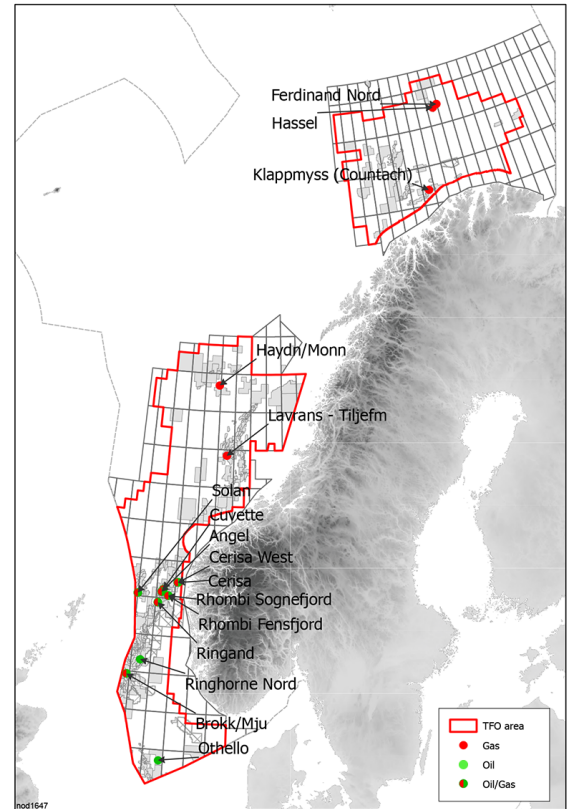 Ferdinand Nord
Hassel
Klappmyss (Countach)
Haydn/Monn
Lavrans - Tiljefm
Solan
Cuvette
Angel
Cerisa West
Cerisa
Rhombi Sognefjord
Rhombi Fensfjord
Ringand
Ringhorne Nord
Brokk/Mju
Othello
TFO area
Gas
Oil
Oil/Gas
nod1647